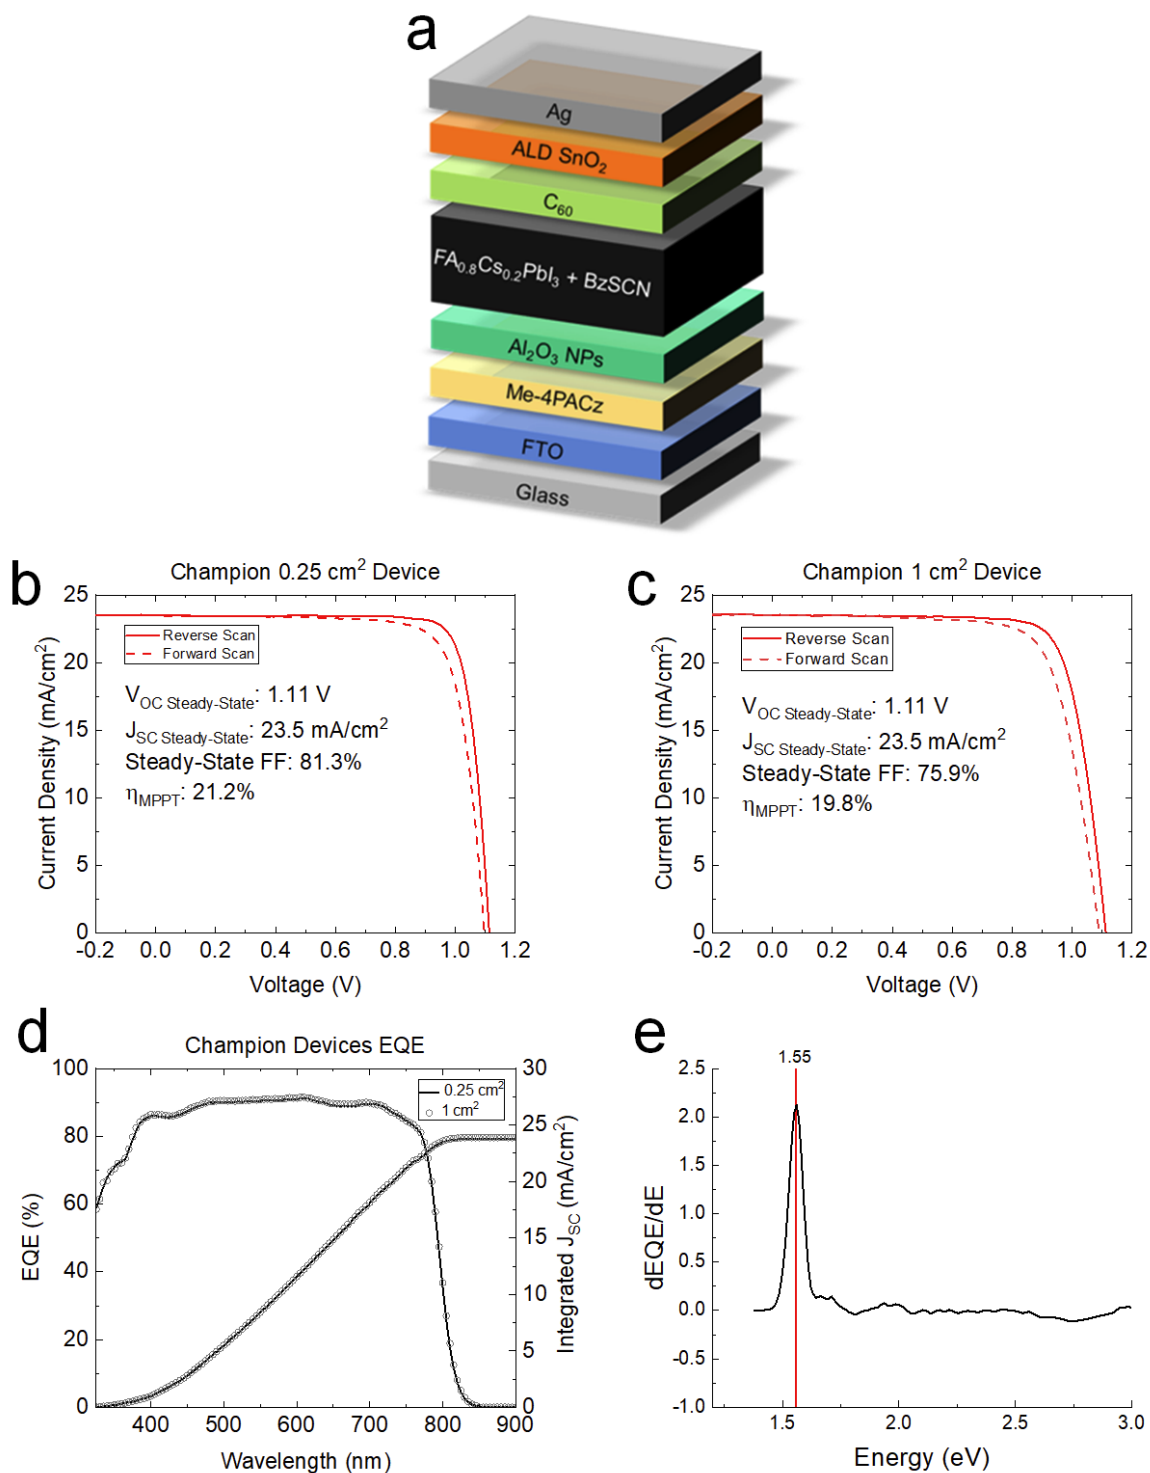 a
Ag
ALD SnO₂
C₆₀
FA₀.₈Cs₀.₂PbI₃ + BzSCN
Al₂O₃ NPs
Me-4PACz
FTO
Glass
b
Champion 0.25 cm² Device
Current Density (mA/cm²)
25
20
15
10
5
0
Reverse Scan
Forward Scan
V_OC Steady-State: 1.11 V
J_SC Steady-State: 23.5 mA/cm²
Steady-State FF: 81.3%
η_MPPT: 21.2%
-0.2 0.0 0.2 0.4 0.6 0.8 1.0 1.2
Voltage (V)
c
Champion 1 cm² Device
Current Density (mA/cm²)
25
20
15
10
5
0
Reverse Scan
Forward Scan
V_OC Steady-State: 1.11 V
J_SC Steady-State: 23.5 mA/cm²
Steady-State FF: 75.9%
η_MPPT: 19.8%
-0.2 0.0 0.2 0.4 0.6 0.8 1.0 1.2
Voltage (V)
d
Champion Devices EQE
EQE (%)
100
80
60
40
20
0
0.25 cm²
1 cm²
30
25
20
15
10
5
0
Integrated J_SC (mA/cm²)
400 500 600 700 800 900
Wavelength (nm)
e
1.55
dEQE/dE
2.5
2.0
1.5
1.0
0.5
0.0
-0.5
-1.0
1.5 2.0 2.5 3.0
Energy (eV)